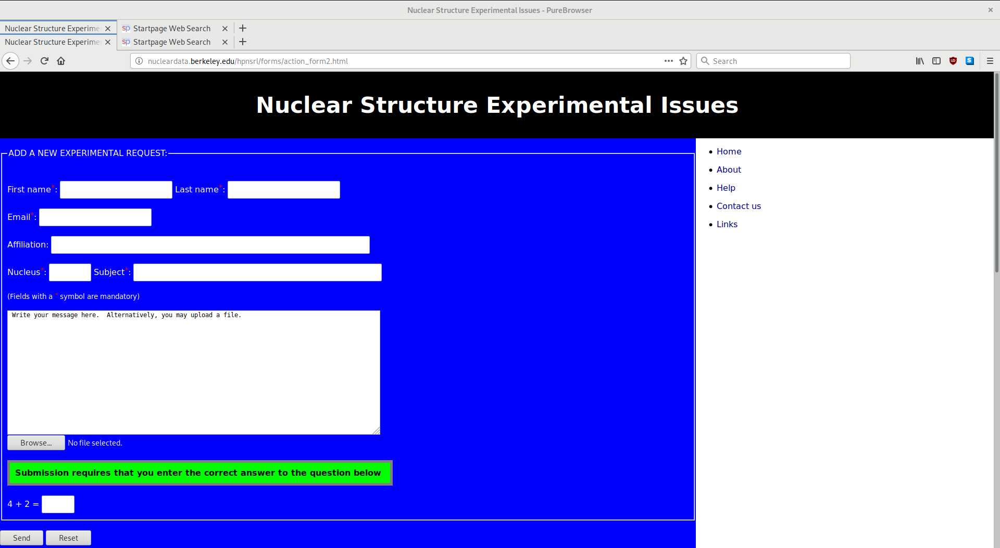 Nuclear Structure Experimental Issues - PureBrowser
Nuclear Structure Experime Startpage Web Search
Nuclear Structure Experime Startpage Web Search
nucleardata.berkeley.edu/hpnsrl/forms/action_form2.html Search
Nuclear Structure Experimental Issues
ADD A NEW EXPERIMENTAL REQUEST:
First name*: Last name*:
Email*:
Affiliation:
Nucleus*: Subject*:
(Fields with a * symbol are mandatory)
Write your message here.  Alternatively, you may upload a file.
Browse... No file selected.
Submission requires that you enter the correct answer to the question below
4 + 2 =
Send Reset
Home
About
Help
Contact us
Links